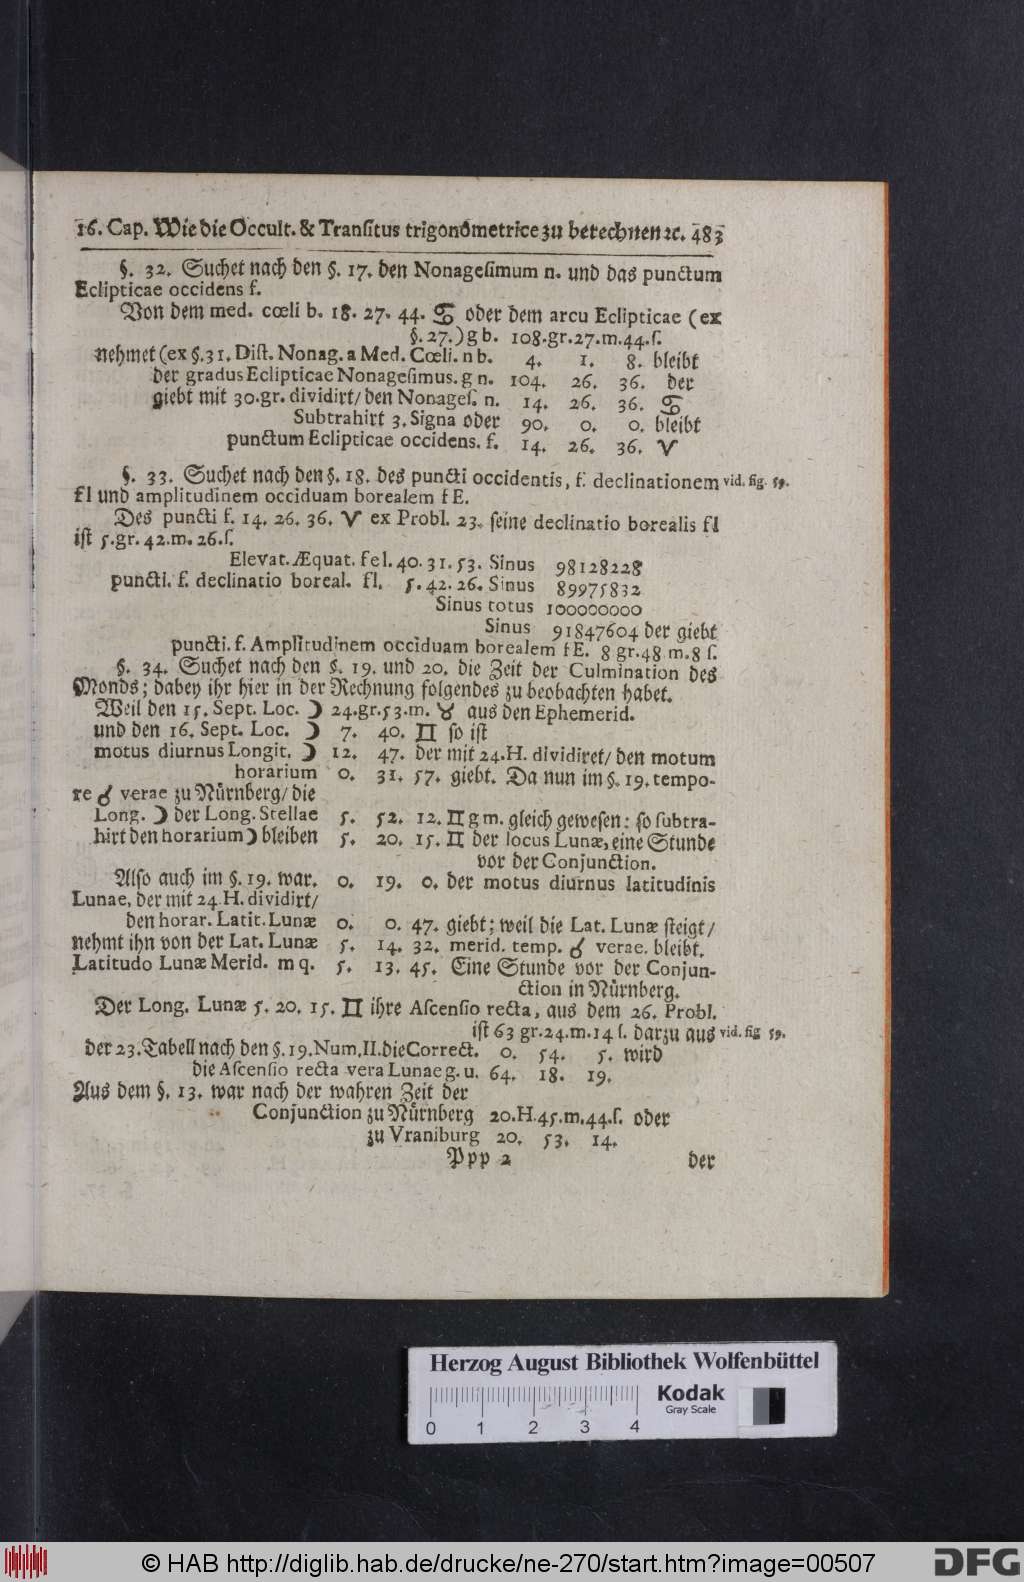 16. Cap. Wie die Occult. & Transitus trigonometrice zu berechnen ꝛc. 483
§. 32. Suchet nach den §. 17. den Nonagesimum n. und das punctum
Eclipticae occidens f.
Von dem med. cœli b. 18. 27. 44. ♋ oder dem arcu Eclipticae (ex
§. 27.) g b. 108. gr. 27. m. 44. s.
nehmet (ex §. 31. Dist. Nonag. a Med. Cœli. n b. 4. 1. 8. bleibt
der gradus Eclipticae Nonagesimus. g n. 104. 26. 36. der
giebt mit 30. gr. dividirt/ den Nonages. n. 14. 26. 36. ♋
Subtrahirt 3. Signa oder 90. 0. 0. bleibt
punctum Eclipticae occidens. f. 14. 26. 36. ♈
§. 33. Suchet nach den §. 18. des puncti occidentis, f. declinationem vid. fig. 59.
f l und amplitudinem occiduam borealem f E.
Des puncti f. 14. 26. 36. ♈ ex Probl. 23. seine declinatio borealis f l
ist 5. gr. 42. m. 26. s.
Elevat. Æquat. f e l. 40. 31. 53. Sinus 98128228
puncti. f. declinatio boreal. f l. 5. 42. 26. Sinus 89975832
Sinus totus 100000000
Sinus 91847604 der giebt
puncti. f. Amplitudinem occiduam borealem f E. 8 gr. 48 m. 8 s.
§. 34. Suchet nach den §. 19. und 20. die Zeit der Culmination des
Monds; dabey ihr hier in der Rechnung folgendes zu beobachten habet.
Weil den 15. Sept. Loc. ☽ 24. gr. 53. m. ♉ aus den Ephemerid.
und den 16. Sept. Loc. ☽ 7. 40. ♊ so ist
motus diurnus Longit. ☽ 12. 47. der mit 24. H. dividiret/ den motum
horarium 0. 31. 57. giebt. Da nun im §. 19. tempo-
re ☌ verae zu Nürnberg/ die
Long. ☽ der Long. Stellae 5. 52. 12. ♊ g m. gleich gewesen: so subtra-
hirt den horarium ☽ bleiben 5. 20. 15. ♊ der locus Lunæ, eine Stunde
vor der Conjunction.
Also auch im §. 19. war. 0. 19. 0. der motus diurnus latitudinis
Lunae, der mit 24 H. dividirt/
den horar. Latit. Lunæ 0. 0. 47. giebt; weil die Lat. Lunæ steigt/
nehmt ihn von der Lat. Lunæ 5. 14. 32. merid. temp. ☌ verae. bleibt.
Latitudo Lunæ Merid. m q. 5. 13. 45. Eine Stunde vor der Conjun-
ction in Nürnberg.
Der Long. Lunæ 5. 20. 15. ♊ ihre Ascensio recta, aus dem 26. Probl.
ist 63 gr. 24. m. 14 s. darzu aus vid. fig 59.
der 23. Tabell nach den §. 19. Num. II. die Correct. 0. 54. 5. wird
die Ascensio recta vera Lunae g. u. 64. 18. 19.
Aus dem §. 13. war nach der wahren Zeit der
Conjunction zu Nürnberg 20. H. 45. m. 44. s. oder
zu Vraniburg 20. 53. 14.
Ppp 2 der
Herzog August Bibliothek Wolfenbüttel
Kodak
Gray Scale
0 1 2 3 4
© HAB http://diglib.hab.de/drucke/ne-270/start.htm?image=00507
DFG